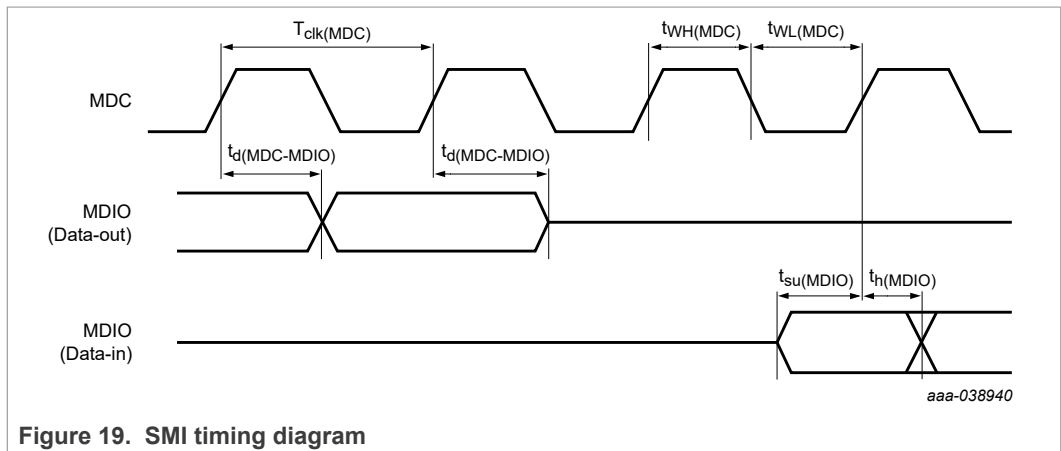 Tclk(MDC) tWH(MDC) tWL(MDC)
MDC
td(MDC-MDIO) td(MDC-MDIO)
MDIO
(Data-out)
tsu(MDIO) th(MDIO)
MDIO
(Data-in)
aaa-038940
Figure 19. SMI timing diagram